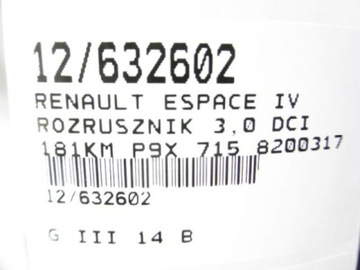 12/632602
RENAULT ESPACE IV
ROZRUSZNIK 3,0 DCI
181KM P9X 715 8200317
12/632602
G III 14 B